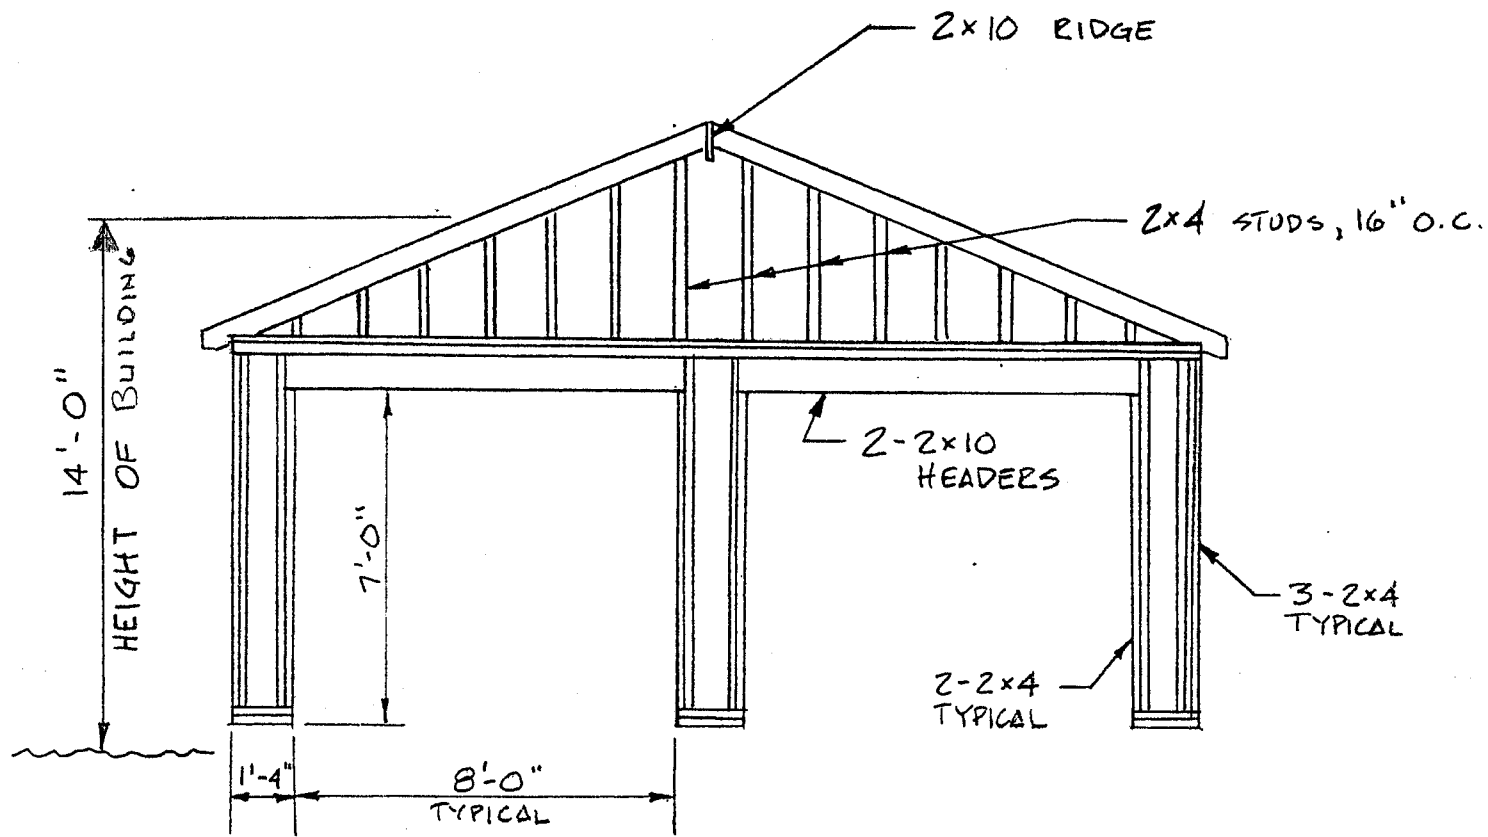 2x10 RIDGE
2x4 STUDS, 16" O.C.
14'-0"
HEIGHT OF BUILDING
2-2x10
HEADERS
7'-0"
3-2x4
TYPICAL
2-2x4
TYPICAL
1'-4"
8'-0"
TYPICAL